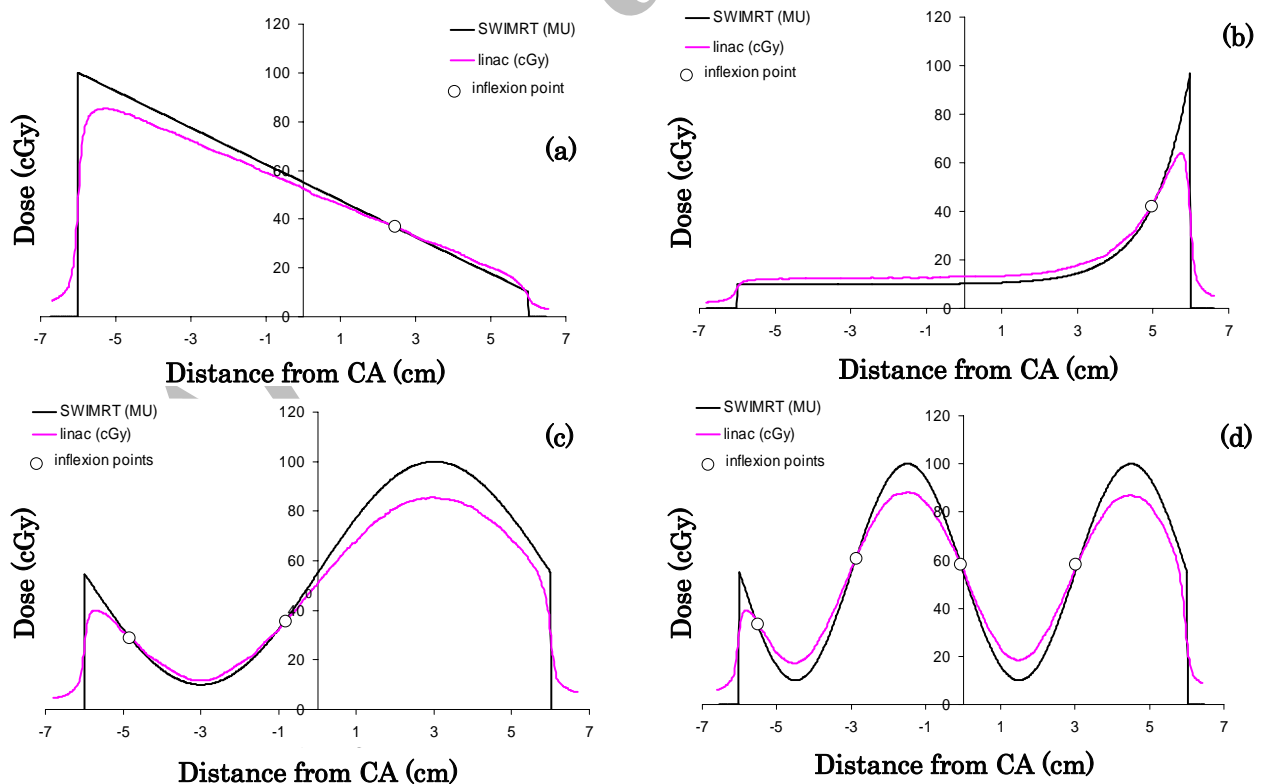 120
SWIMRT (MU)
linac (cGy)
inflexion point
(a)
100
80
60
40
20
0
-7 -5 -3 -1 1 3 5 7
Dose (cGy)
Distance from CA (cm)
120
SWIMRT (MU)
linac (cGy)
inflexion point
(b)
100
80
60
40
20
0
-7 -5 -3 -1 1 3 5 7
Dose (cGy)
Distance from CA (cm)
SWIMRT (MU)
linac (cGy)
inflexion points
(c)
120
100
80
60
20
0
-7 -5 -3 -1 1 3 5 7
Dose (cGy)
Distance from CA (cm)
SWIMRT (MU)
linac (cGy)
inflexion points
(d)
120
100
80
60
40
20
0
-7 -5 -3 -1 1 3 5 7
Dose (cGy)
Distance from CA (cm)